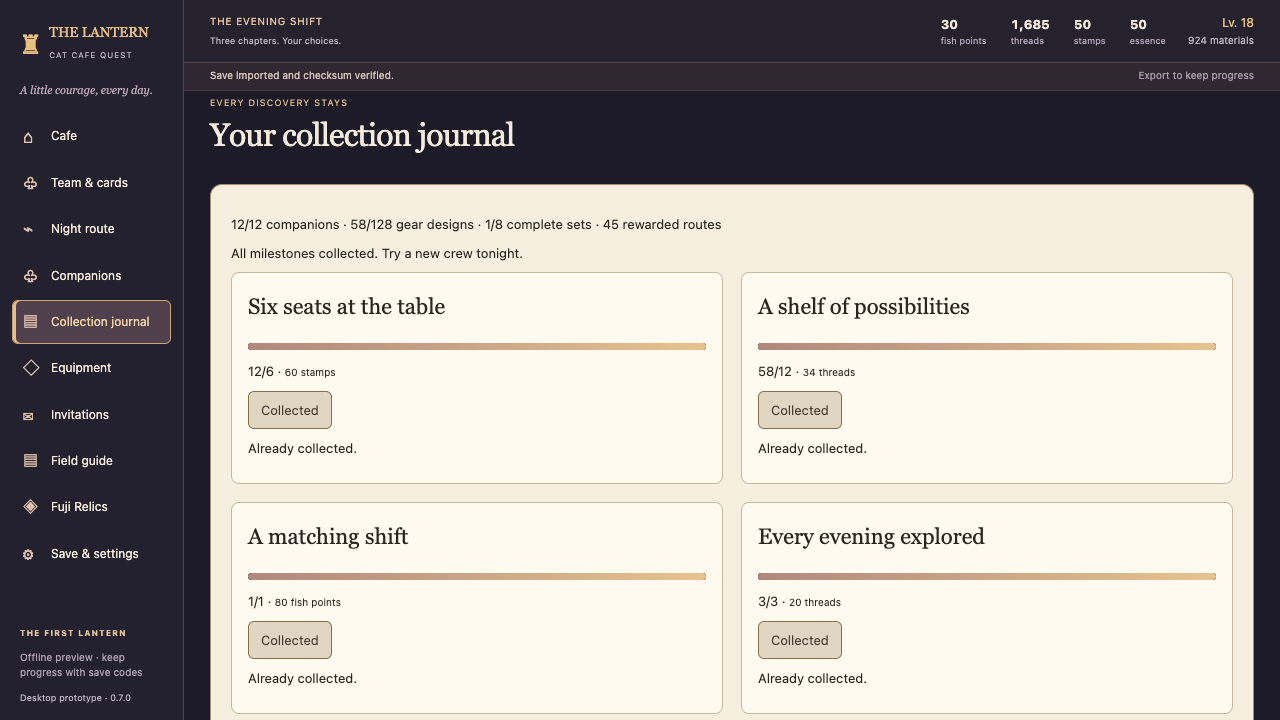 THE LANTERN
CAT CAFE QUEST
A little courage, every day.
Cafe
Team & cards
Night route
Companions
Collection journal
Equipment
Invitations
Field guide
Fuji Relics
Save & settings
THE FIRST LANTERN
Offline preview · keep
progress with save codes
Desktop prototype · 0.7.0
THE EVENING SHIFT
Three chapters. Your choices.
30
fish points
1,685
threads
50
stamps
50
essence
Lv. 18
924 materials
Save imported and checksum verified.
Export to keep progress
EVERY DISCOVERY STAYS
Your collection journal
12/12 companions · 58/128 gear designs · 1/8 complete sets · 45 rewarded routes
All milestones collected. Try a new crew tonight.
Six seats at the table
12/6 · 60 stamps
Collected
Already collected.
A shelf of possibilities
58/12 · 34 threads
Collected
Already collected.
A matching shift
1/1 · 80 fish points
Collected
Already collected.
Every evening explored
3/3 · 20 threads
Collected
Already collected.